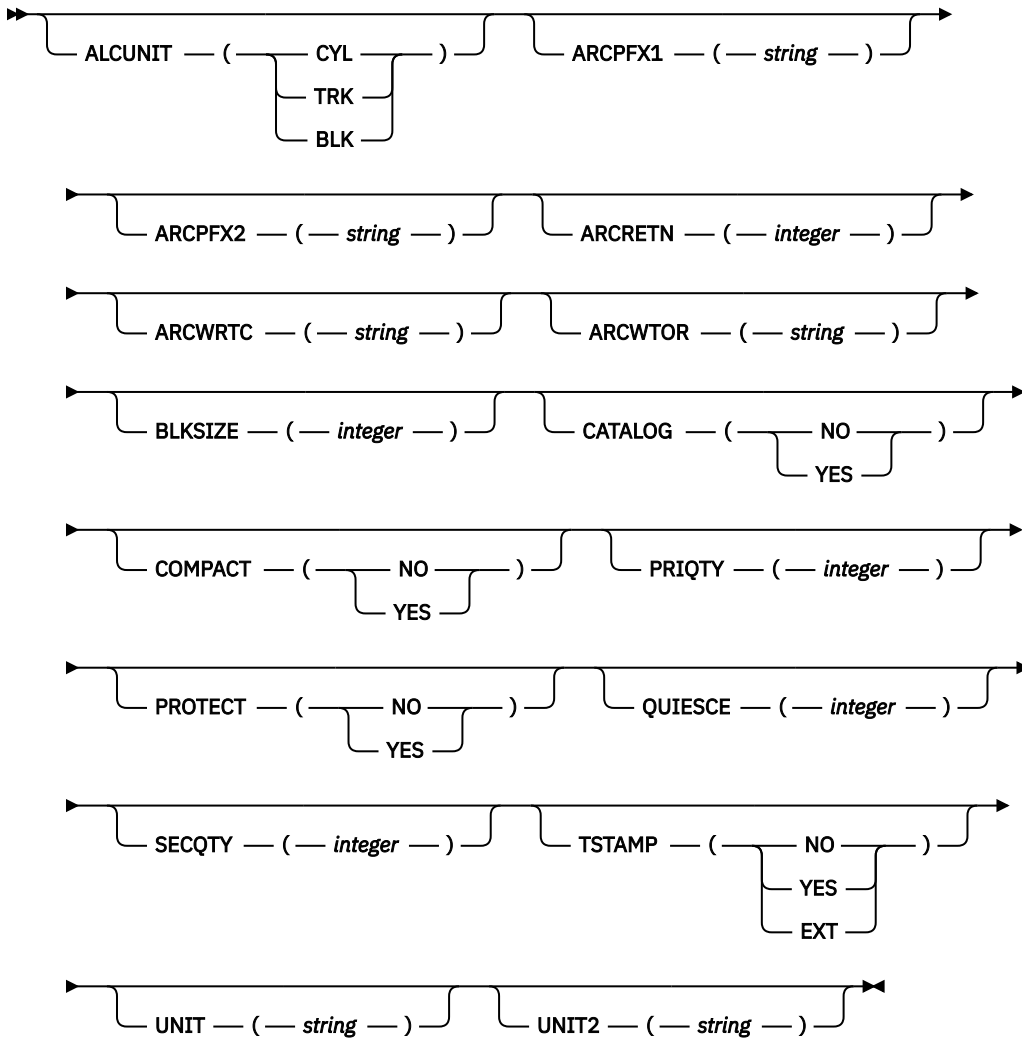 ALCUNIT ( CYL ) ARCPFX1 ( string )
TRK
BLK
ARCPFX2 ( string ) ARCRETN ( integer )
ARCWRTC ( string ) ARCWTOR ( string )
BLKSIZE ( integer ) CATALOG ( NO )
YES
COMPACT ( NO ) PRIQTY ( integer )
YES
PROTECT ( NO ) QUIESCE ( integer )
YES
SECQTY ( integer ) TSTAMP ( NO )
YES
EXT
UNIT ( string ) UNIT2 ( string )